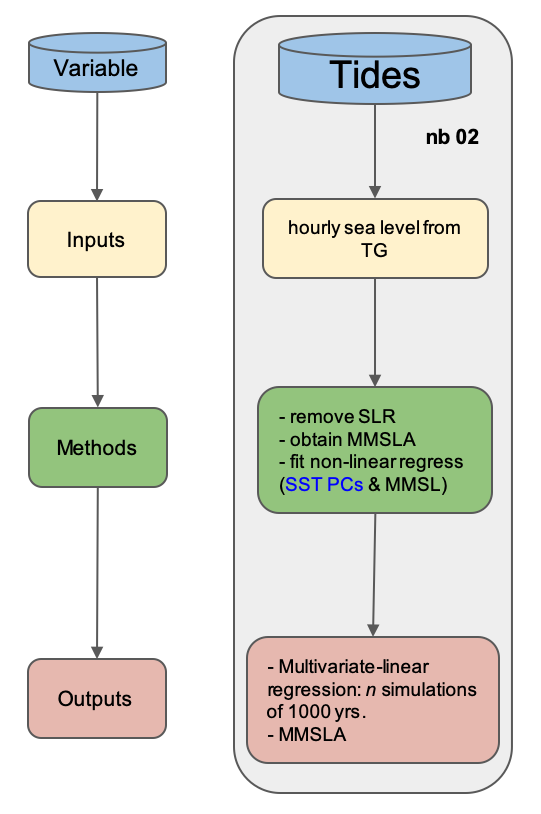 Variable
Tides
nb 02
Inputs
hourly sea level from
TG
Methods
- remove SLR
- obtain MMSLA
- fit non-linear regress
(SST PCs & MMSL)
Outputs
- Multivariate-linear
regression: n simulations
of 1000 yrs.
- MMSLA